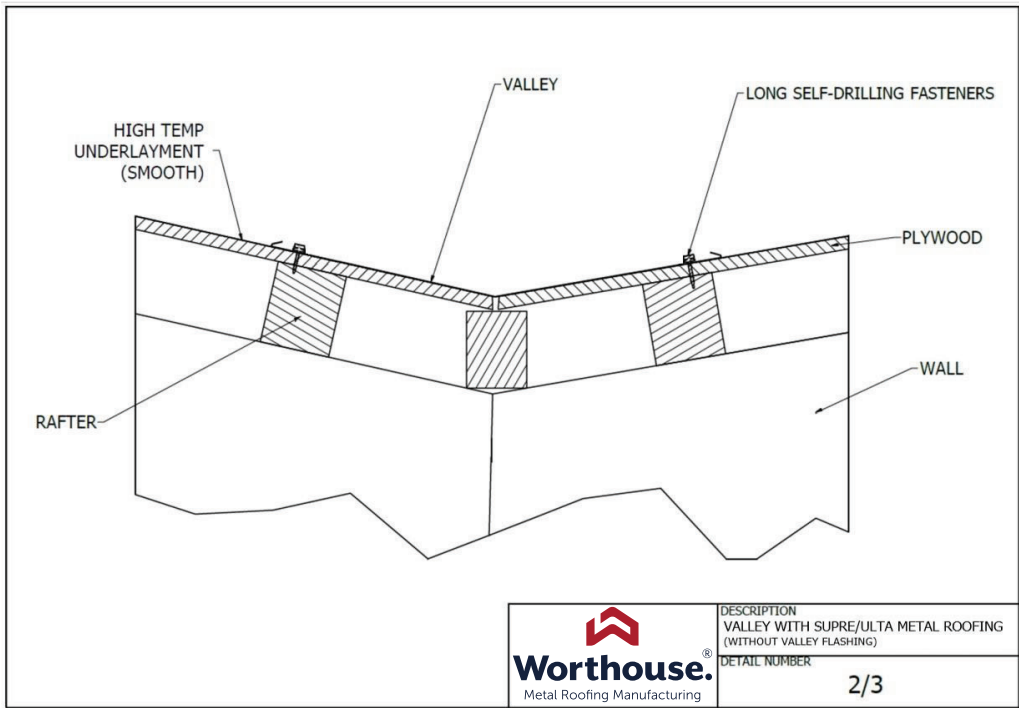 VALLEY
LONG SELF-DRILLING FASTENERS
HIGH TEMP
UNDERLAYMENT
(SMOOTH)
PLYWOOD
WALL
RAFTER
DESCRIPTION
VALLEY WITH SUPRE/ULTA METAL ROOFING
(WITHOUT VALLEY FLASHING)
Worthouse.®
Metal Roofing Manufacturing
DETAIL NUMBER
2/3